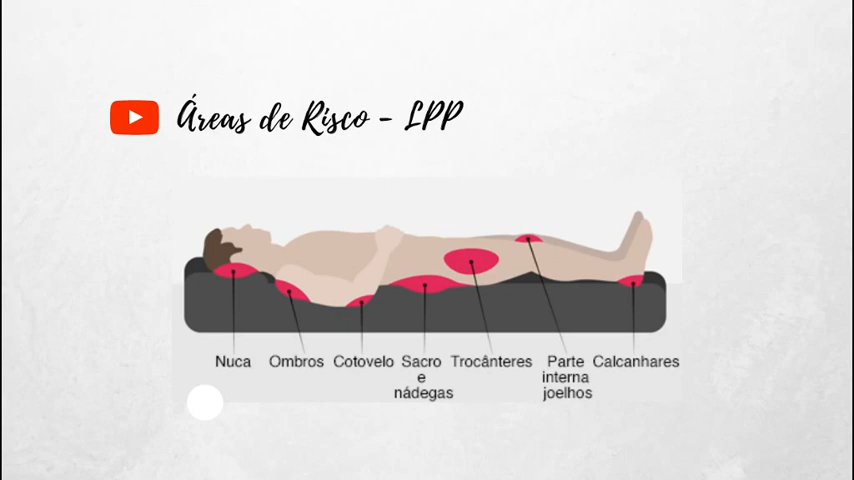 Áreas de Risco - LPP
Nuca Ombros Cotovelo Sacro Trocânteres Parte Calcanhares
e interna
nádegas joelhos